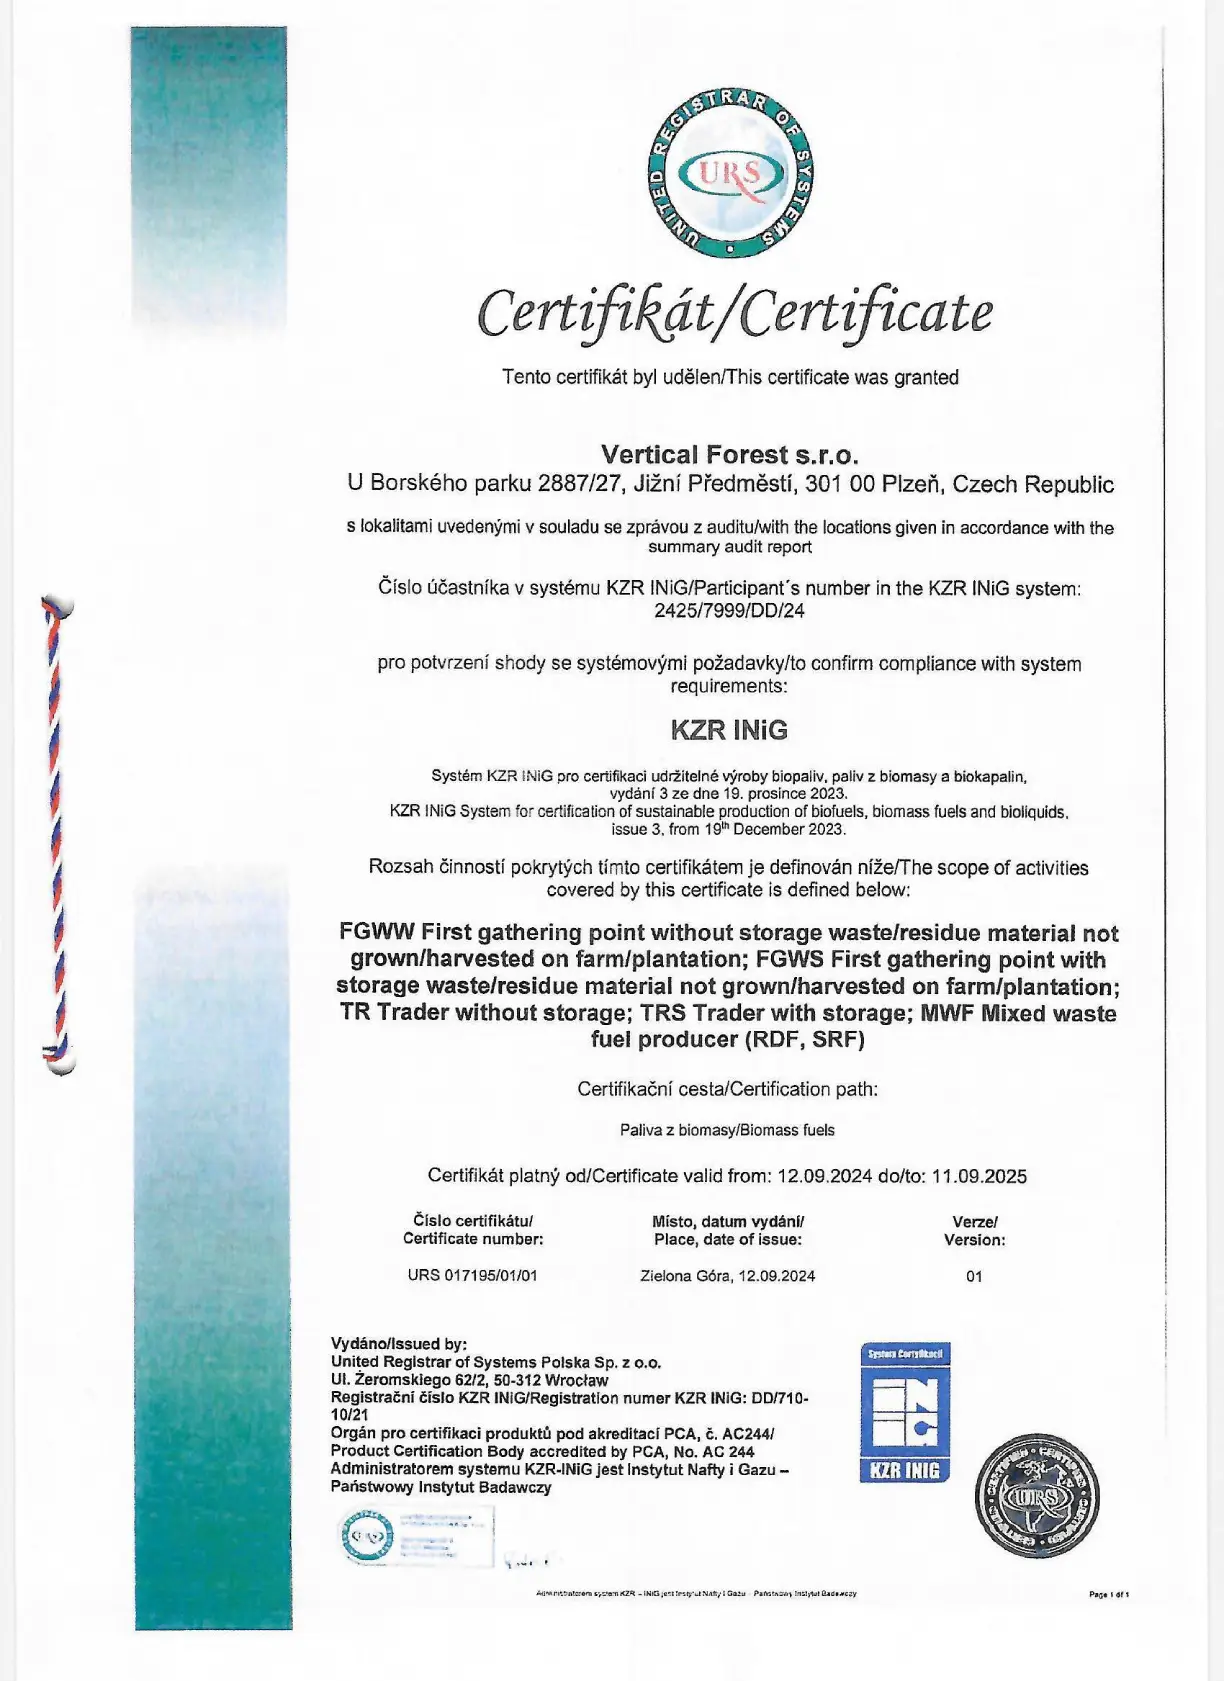 UNITED REGISTRAR OF SYSTEMS
URS
Certifikát/Certificate
Tento certifikát byl udělen/This certificate was granted
Vertical Forest s.r.o.
U Borského parku 2887/27, Jižní Předměstí, 301 00 Plzeň, Czech Republic
s lokalitami uvedenými v souladu se zprávou z auditu/with the locations given in accordance with the
summary audit report
Číslo účastníka v systému KZR INiG/Participant´s number in the KZR INiG system:
2425/7999/DD/24
pro potvrzení shody se systémovými požadavky/to confirm compliance with system
requirements:
KZR INiG
Systém KZR INiG pro certifikaci udržitelné výroby biopaliv, paliv z biomasy a biokapalin,
vydání 3 ze dne 19. prosince 2023.
KZR INiG System for certification of sustainable production of biofuels, biomass fuels and bioliquids,
issue 3, from 19th December 2023.
Rozsah činností pokrytých tímto certifikátem je definován níže/The scope of activities
covered by this certificate is defined below:
FGWW First gathering point without storage waste/residue material not
grown/harvested on farm/plantation; FGWS First gathering point with
storage waste/residue material not grown/harvested on farm/plantation;
TR Trader without storage; TRS Trader with storage; MWF Mixed waste
fuel producer (RDF, SRF)
Certifikační cesta/Certification path:
Paliva z biomasy/Biomass fuels
Certifikát platný od/Certificate valid from: 12.09.2024 do/to: 11.09.2025
Číslo certifikátu/ Místo, datum vydání/ Verze/
Certificate number: Place, date of issue: Version:
URS 017195/01/01 Zielona Góra, 12.09.2024 01
Vydáno/Issued by:
United Registrar of Systems Polska Sp. z o.o.
Ul. Żeromskiego 62/2, 50-312 Wrocław
Registrační číslo KZR INiG/Registration numer KZR INiG: DD/710-
10/21
Orgán pro certifikaci produktů pod akreditací PCA, č. AC244/
Product Certification Body accredited by PCA, No. AC 244
Administratorem systemu KZR-INiG jest Instytut Nafty i Gazu –
Państwowy Instytut Badawczy
System Certyfikacji
ING
KZR INIG
URS
Administratorem system KZR – INiG jest Instytut Nafty i Gazu - Państwowy Instytut Badawczy
Page 1 of 1